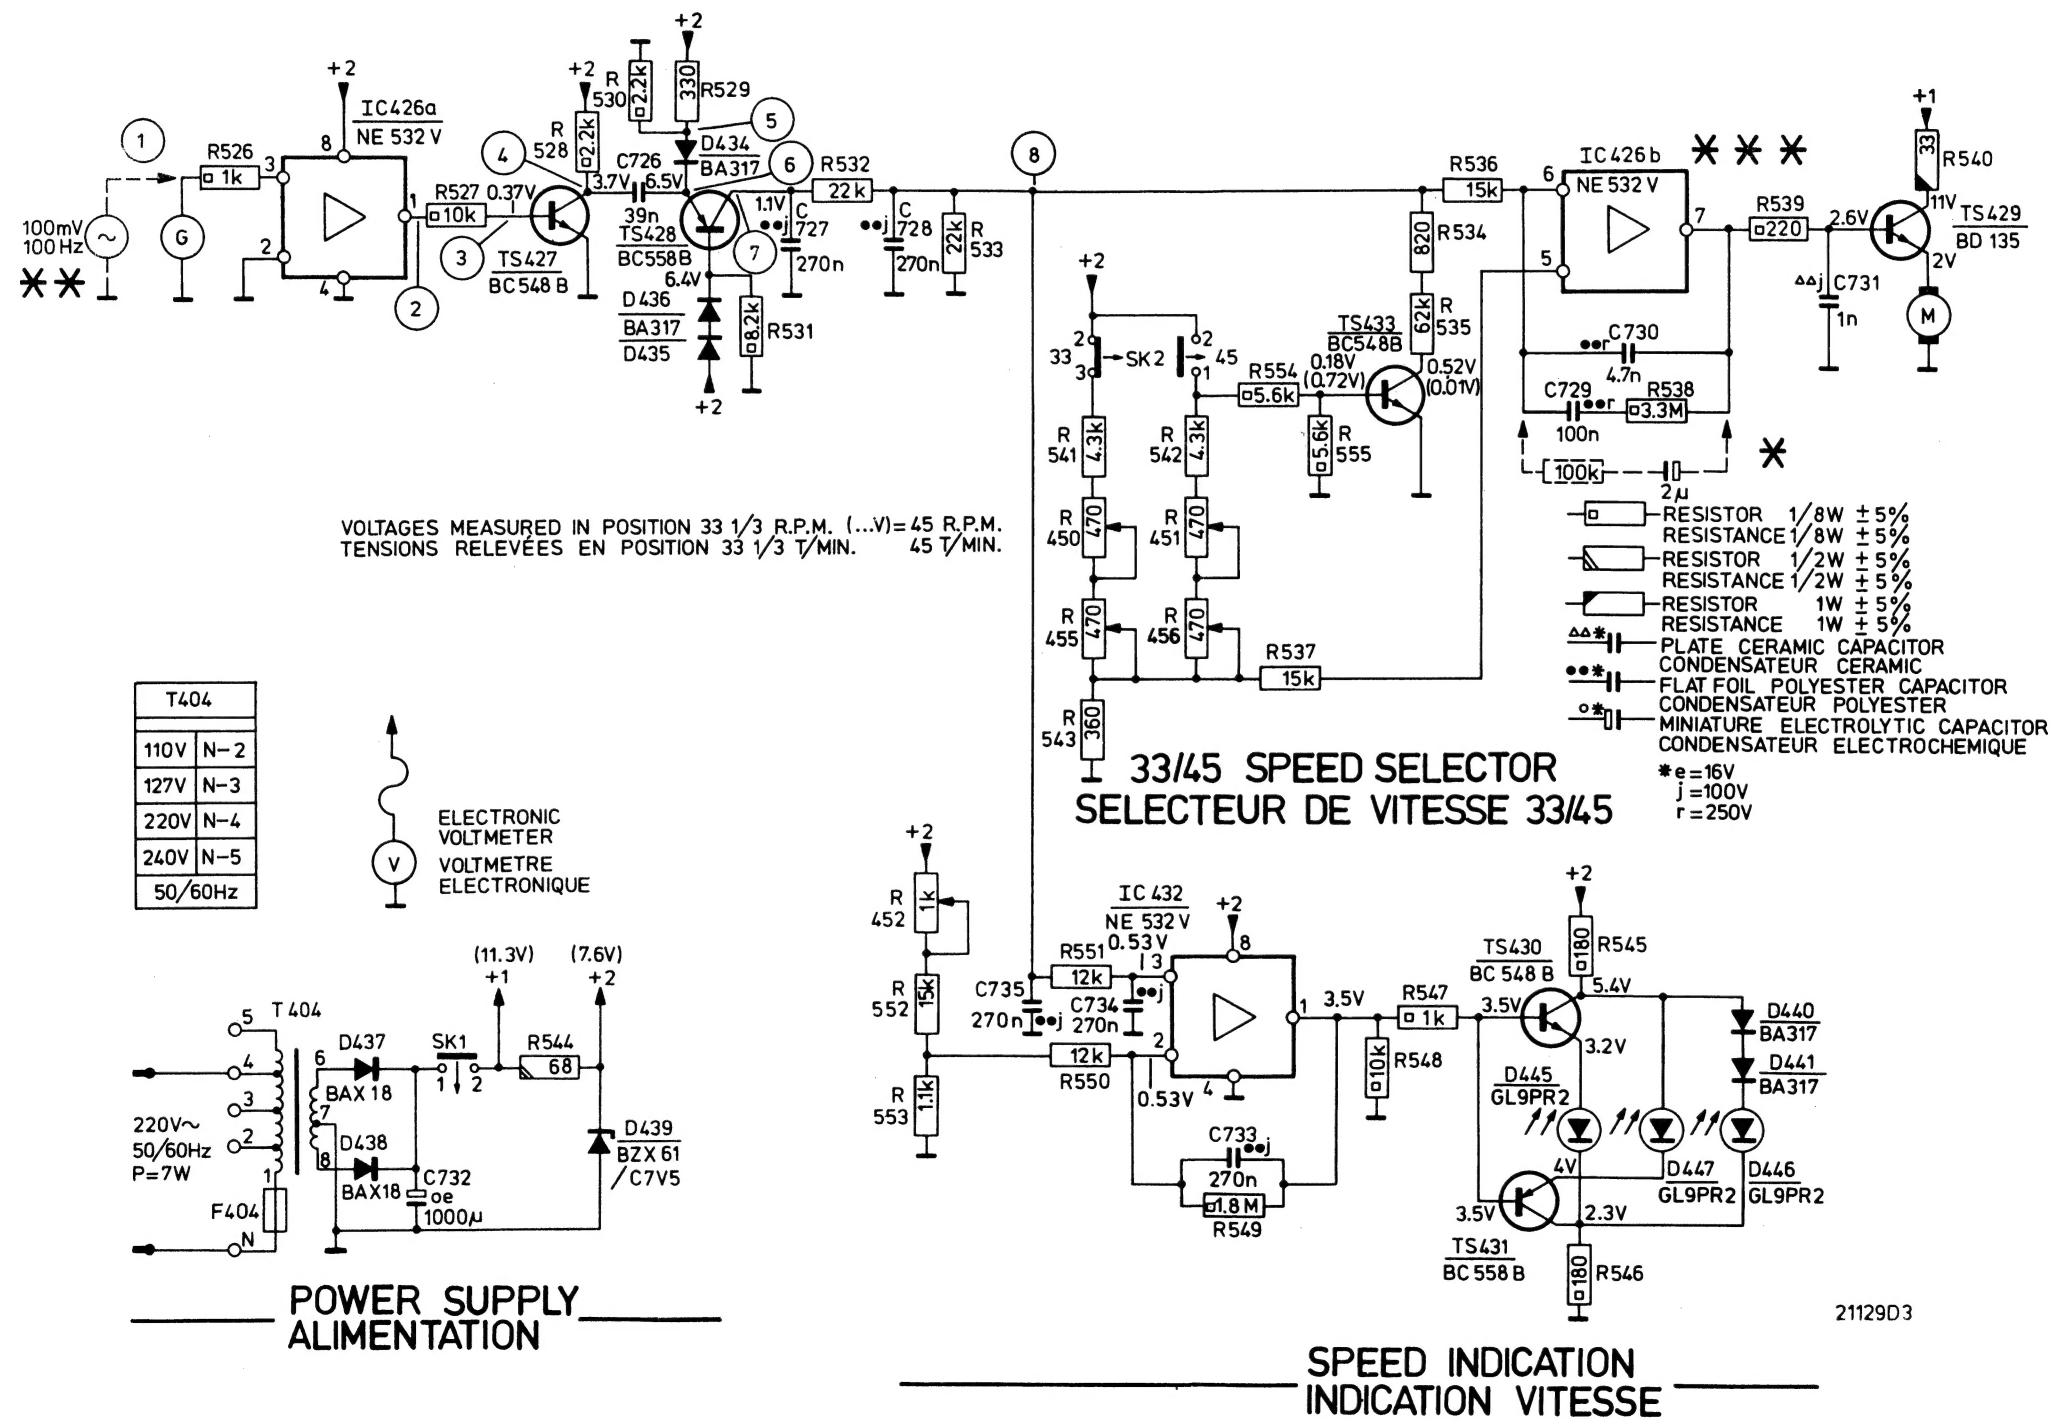 +2
+2
+2
1
100mV
100Hz
R526
1k
G
3
2
8
4
IC426a
NE 532 V
1
2
R527
10k
0.37V
3
TS427
BC548 B
4
R
528
2.2k
3.7V
C726
39n
6.5V
R
530
2.2k
330
R529
5
D434
BA317
6
TS428
BC558B
6.4V
D436
BA317
D435
+2
8.2k
R531
7
1.1V
C
727
j
270n
R532
22k
C
728
j
270n
22k
R
533
8
VOLTAGES MEASURED IN POSITION 33 1/3 R.P.M. (...V)= 45 R.P.M.
TENSIONS RELEVÉES EN POSITION 33 1/3 T/MIN. 45 T/MIN.
+2
2
33
3
SK2
2
45
1
R
541
4.3k
R
542
4.3k
R
450
470
R
451
470
R
455
470
R
456
470
R
543
360
R537
15k
R554
5.6k
5.6k
R
555
0.18V
(0.72V)
TS433
BC548B
0.52V
(0.01V)
820
R534
62k
R
535
R536
15k
6
5
7
IC426b
NE 532 V
R539
220
2.6V
j
C731
1n
+1
33
R540
11V
TS429
BD 135
2V
M
r
C730
4.7n
C729
r
100n
R538
3.3M
100k
2µ
RESISTOR 1/8W ±5%
RESISTANCE 1/8W ±5%
RESISTOR 1/2W ±5%
RESISTANCE 1/2W ±5%
RESISTOR 1W ±5%
RESISTANCE 1W ±5%
PLATE CERAMIC CAPACITOR
CONDENSATEUR CERAMIC
FLAT FOIL POLYESTER CAPACITOR
CONDENSATEUR POLYESTER
MINIATURE ELECTROLYTIC CAPACITOR
CONDENSATEUR ELECTROCHEMIQUE
* e=16V
j =100V
r =250V
33/45 SPEED SELECTOR
SELECTEUR DE VITESSE 33/45
T404
110V N-2
127V N-3
220V N-4
240V N-5
50/60Hz
V
ELECTRONIC
VOLTMETER
VOLTMETRE
ELECTRONIQUE
(11.3V)
+1
(7.6V)
+2
T 404
5
4
3
2
1
N
220V~
50/60Hz
P=7W
F404
6
7
8
D437
BAX 18
D438
BAX18
SK1
1 2
R544
68
C732
oe
1000µ
D439
BZX 61
/C7V5
POWER SUPPLY
ALIMENTATION
+2
R
452
1k
R
552
15k
R
553
1.1k
R551
12k
C735
270n
j
C734
270n
j
12k
R550
IC 432
NE 532 V
0.53V
3
2
0.53V
+2
8
4
1
3.5V
C733
j
270n
1.8M
R549
R547
1k
10k
R548
+2
180
R545
TS430
BC 548 B
3.5V
5.4V
3.2V
D445
GL9PR2
D440
BA317
D441
BA317
4V
D447
GL9PR2
D446
GL9PR2
3.5V
2.3V
TS431
BC 558 B
180
R546
21129D3
SPEED INDICATION
INDICATION VITESSE